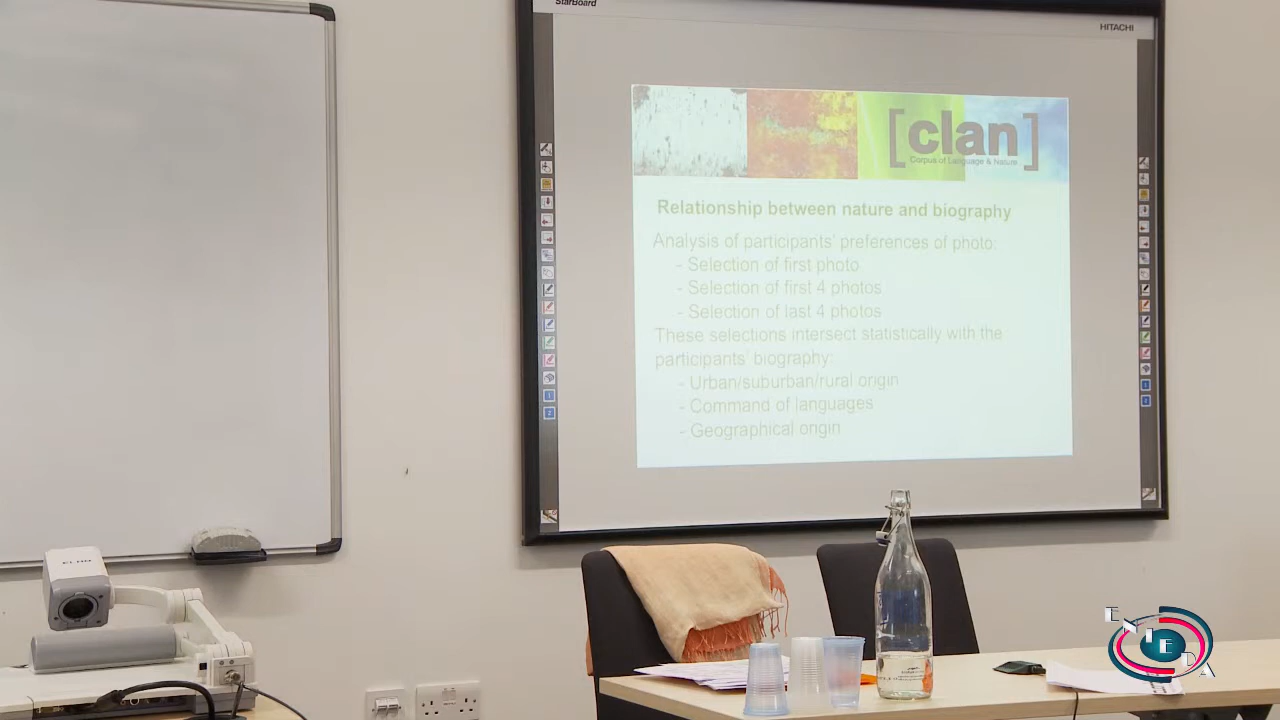 StarBoard
HITACHI
[clan]
Corpus of Language & Nature
Relationship between nature and biography
Analysis of participants' preferences of photo:
- Selection of first photo
- Selection of first 4 photos
- Selection of last 4 photos
These selections intersect statistically with the
participants' biography:
- Urban/suburban/rural origin
- Command of languages
- Geographical origin
ELMO
ENIEDA